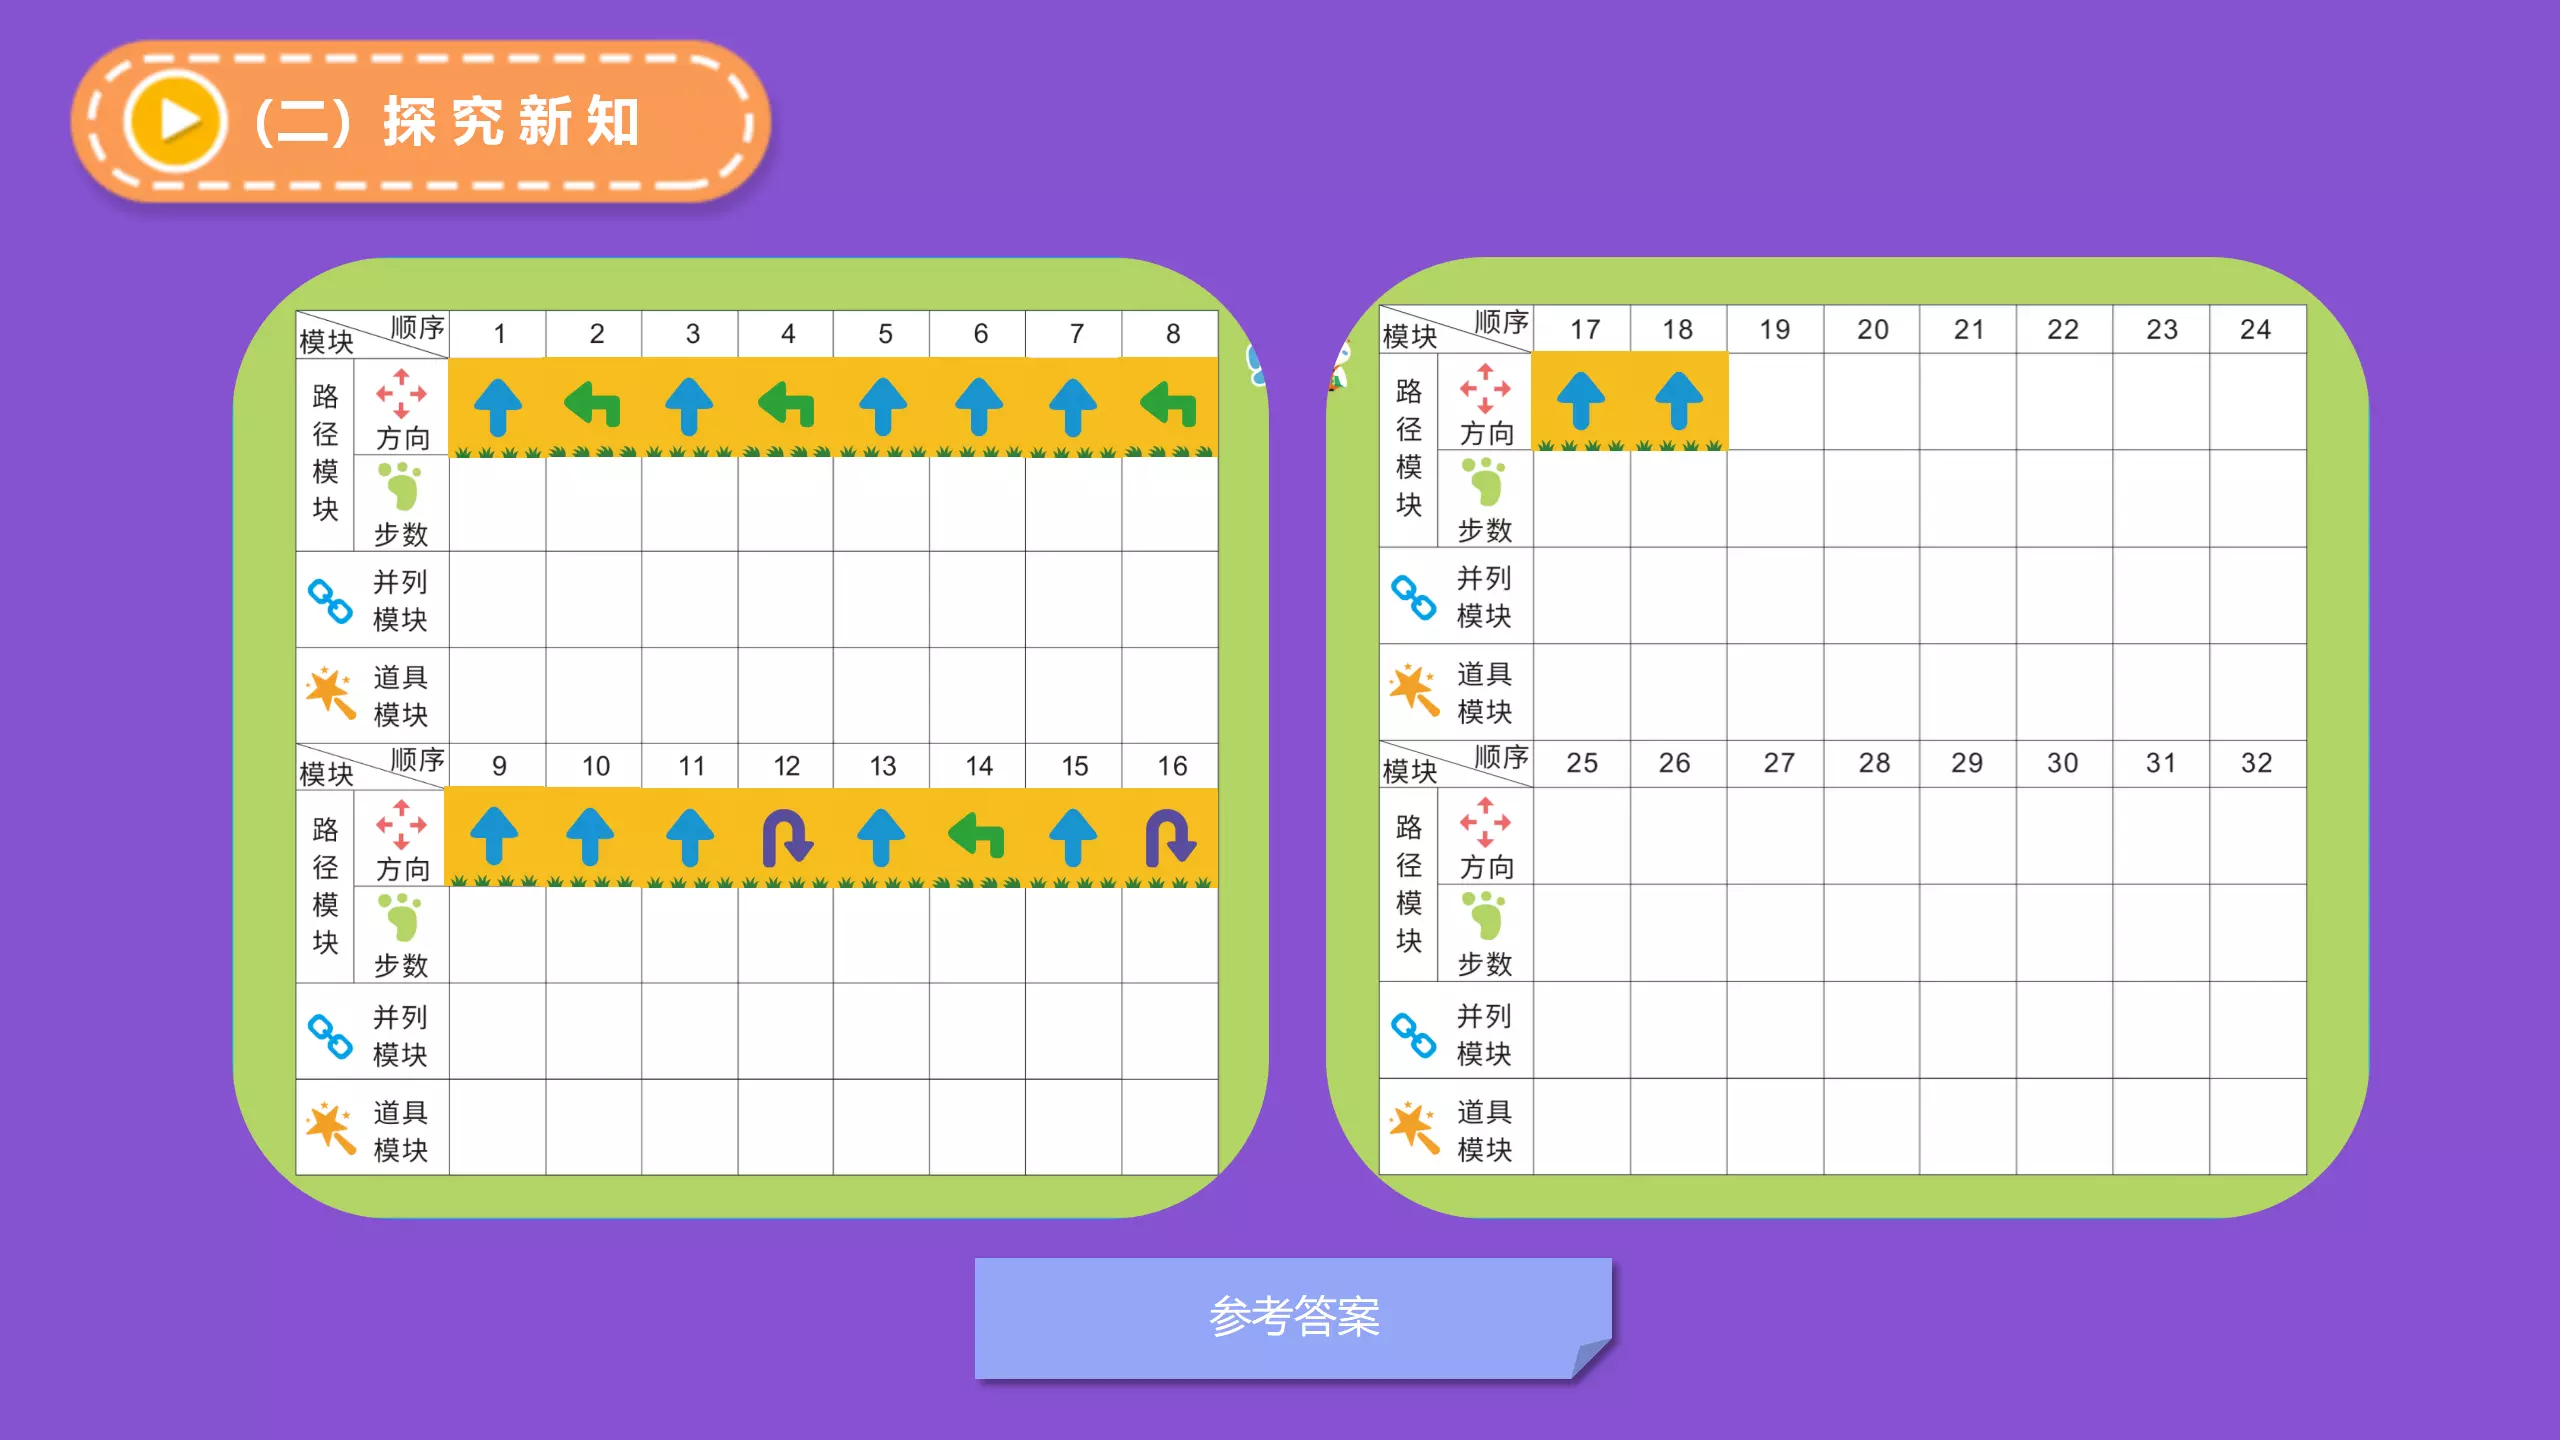 (二) 探究新知
顺序 1 2 3 4 5 6 7 8
模块
路径模块
方向
步数
并列
模块
道具
模块
顺序 9 10 11 12 13 14 15 16
模块
路径模块
方向
步数
并列
模块
道具
模块
顺序 17 18 19 20 21 22 23 24
模块
路径模块
方向
步数
并列
模块
道具
模块
顺序 25 26 27 28 29 30 31 32
模块
路径模块
方向
步数
并列
模块
道具
模块
参考答案